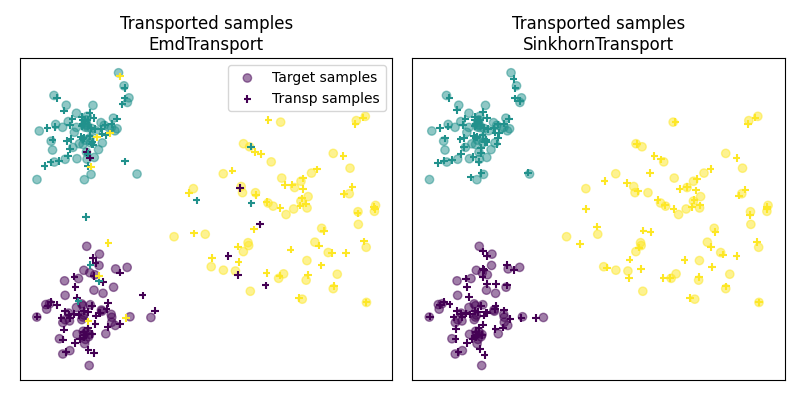 Transported samples
EmdTransport
Target samples
Transp samples
Transported samples
SinkhornTransport